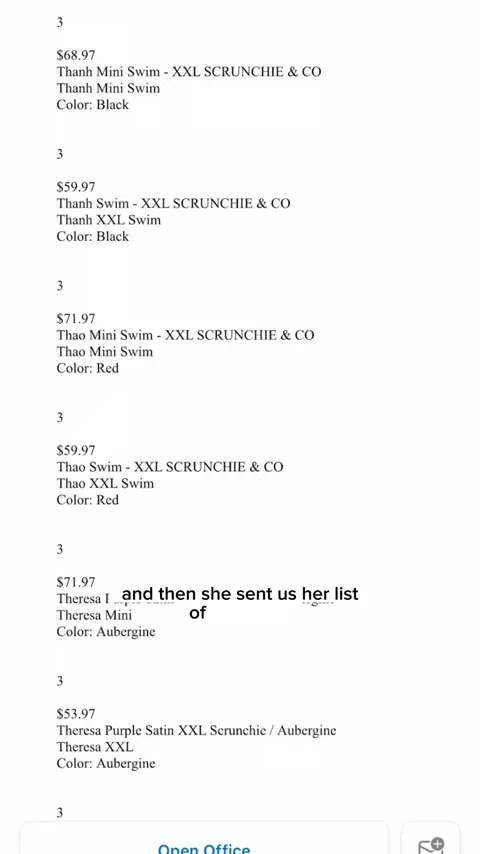 3
$68.97
Thanh Mini Swim - XXL SCRUNCHIE & CO
Thanh Mini Swim
Color: Black
3
$59.97
Thanh Swim - XXL SCRUNCHIE & CO
Thanh XXL Swim
Color: Black
3
$71.97
Thao Mini Swim - XXL SCRUNCHIE & CO
Thao Mini Swim
Color: Red
3
$59.97
Thao Swim - XXL SCRUNCHIE & CO
Thao XXL Swim
Color: Red
3
$71.97
Theresa
and then she sent us her list
of
Theresa Mini
Color: Aubergine
3
$53.97
Theresa Purple Satin XXL Scrunchie / Aubergine
Theresa XXL
Color: Aubergine
3
Open Office